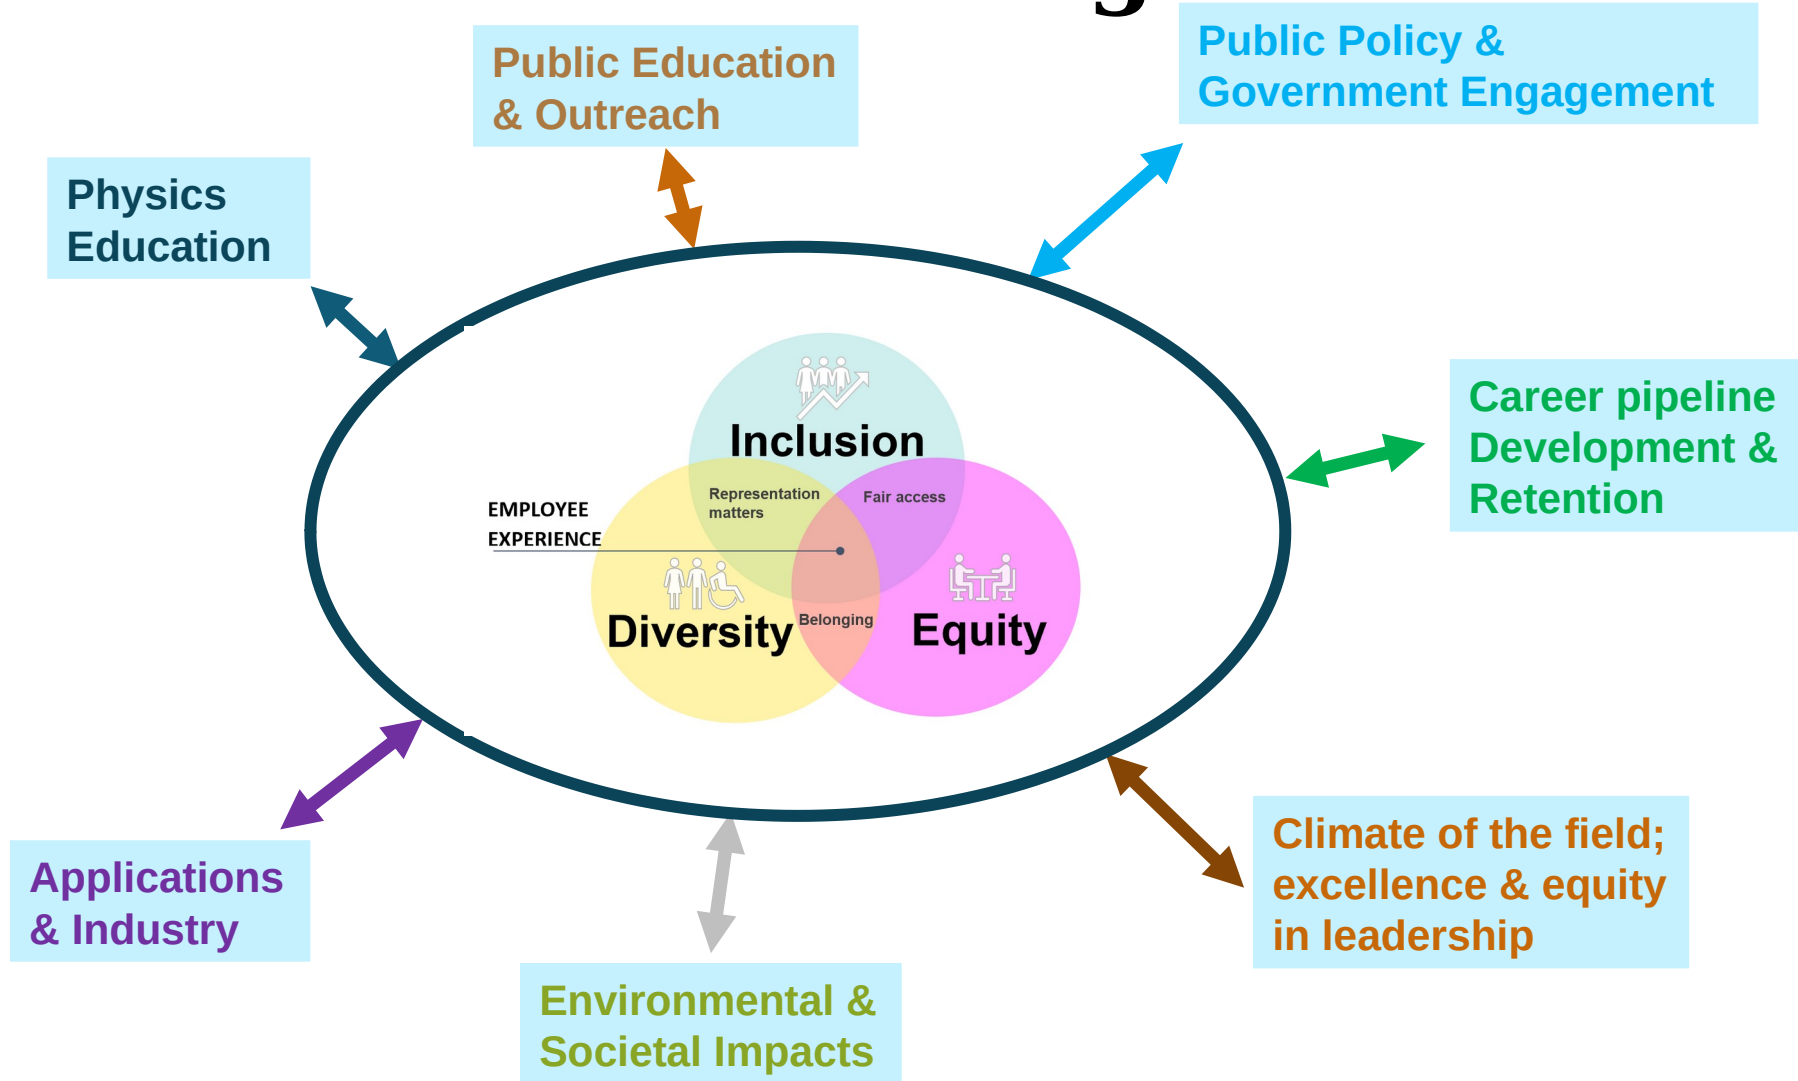 Public Policy &
Government Engagement
Public Education
& Outreach
Physics
Education
Career pipeline
Development &
Retention
Inclusion
Representation
matters
Fair access
EMPLOYEE
EXPERIENCE
Diversity
Belonging
Equity
Climate of the field;
excellence & equity
in leadership
Applications
& Industry
Environmental &
Societal Impacts